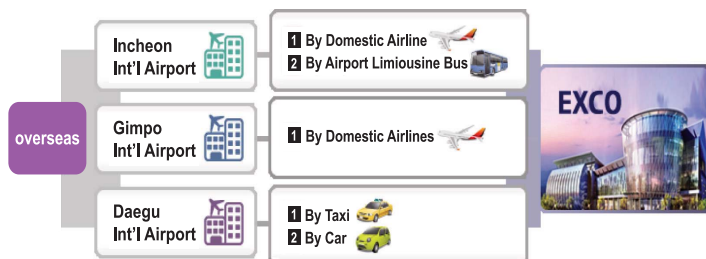 overseas
Incheon
Int'l Airport
1 By Domestic Airline
2 By Airport Limiousine Bus
Gimpo
Int'l Airport
1 By Domestic Airlines
Daegu
Int'l Airport
1 By Taxi
2 By Car
EXCO